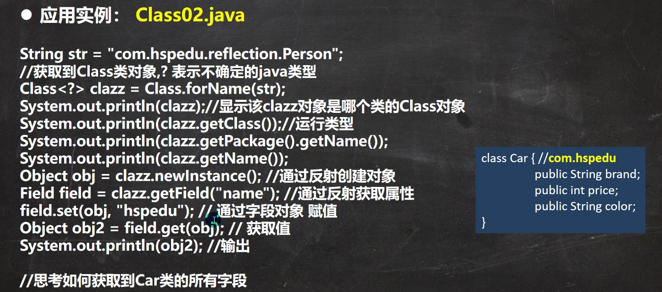 ● 应用实例： Class02.java
String str = "com.hspedu.reflection.Person";
//获取到Class类对象,? 表示不确定的java类型
Class<?> clazz = Class.forName(str);
System.out.println(clazz);//显示该clazz对象是哪个类的Class对象
System.out.println(clazz.getClass());//运行类型
System.out.println(clazz.getPackage().getName());
System.out.println(clazz.getName());
Object obj = clazz.newInstance(); //通过反射创建对象
Field field = clazz.getField("name"); //通过反射获取属性
field.set(obj, "hspedu"); // 通过字段对象 赋值
Object obj2 = field.get(obj); // 获取值
System.out.println(obj2); //输出
//思考如何获取到Car类的所有字段
class Car { //com.hspedu
public String brand;
public int price;
public String color;
}